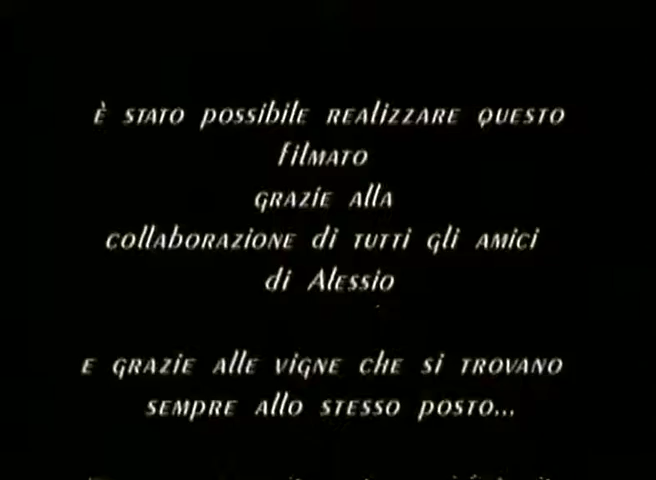 è stato possibile realizzare questo
filmato
grazie alla
collaborazione di tutti gli amici
di Alessio
e grazie alle vigne che si trovano
sempre allo stesso posto...